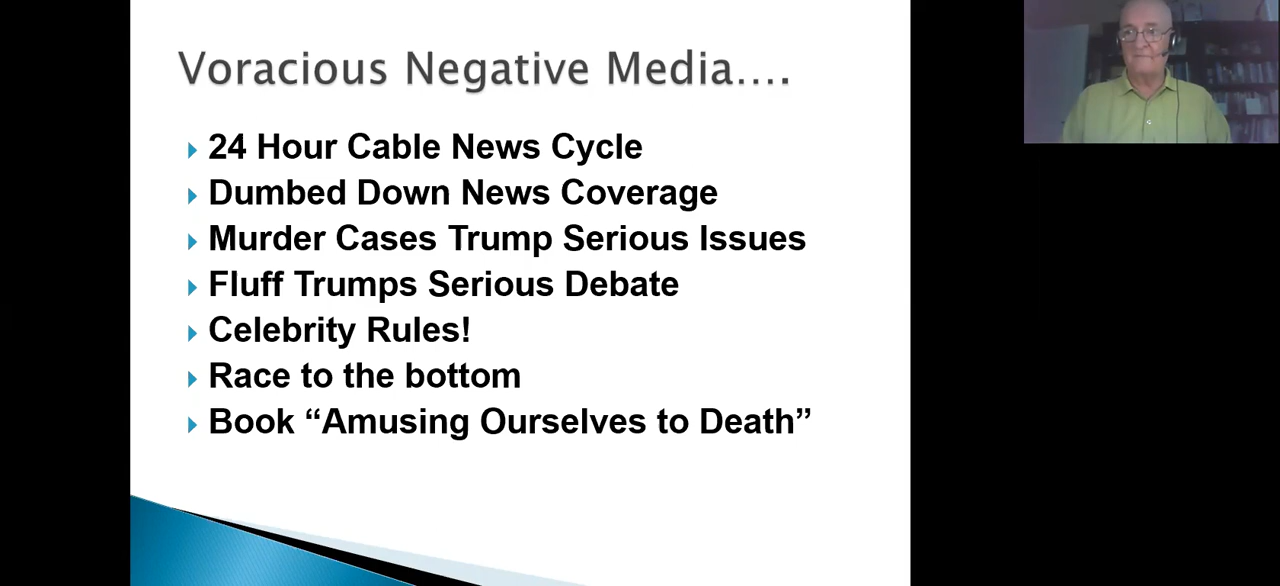 Voracious Negative Media....
24 Hour Cable News Cycle
Dumbed Down News Coverage
Murder Cases Trump Serious Issues
Fluff Trumps Serious Debate
Celebrity Rules!
Race to the bottom
Book “Amusing Ourselves to Death”